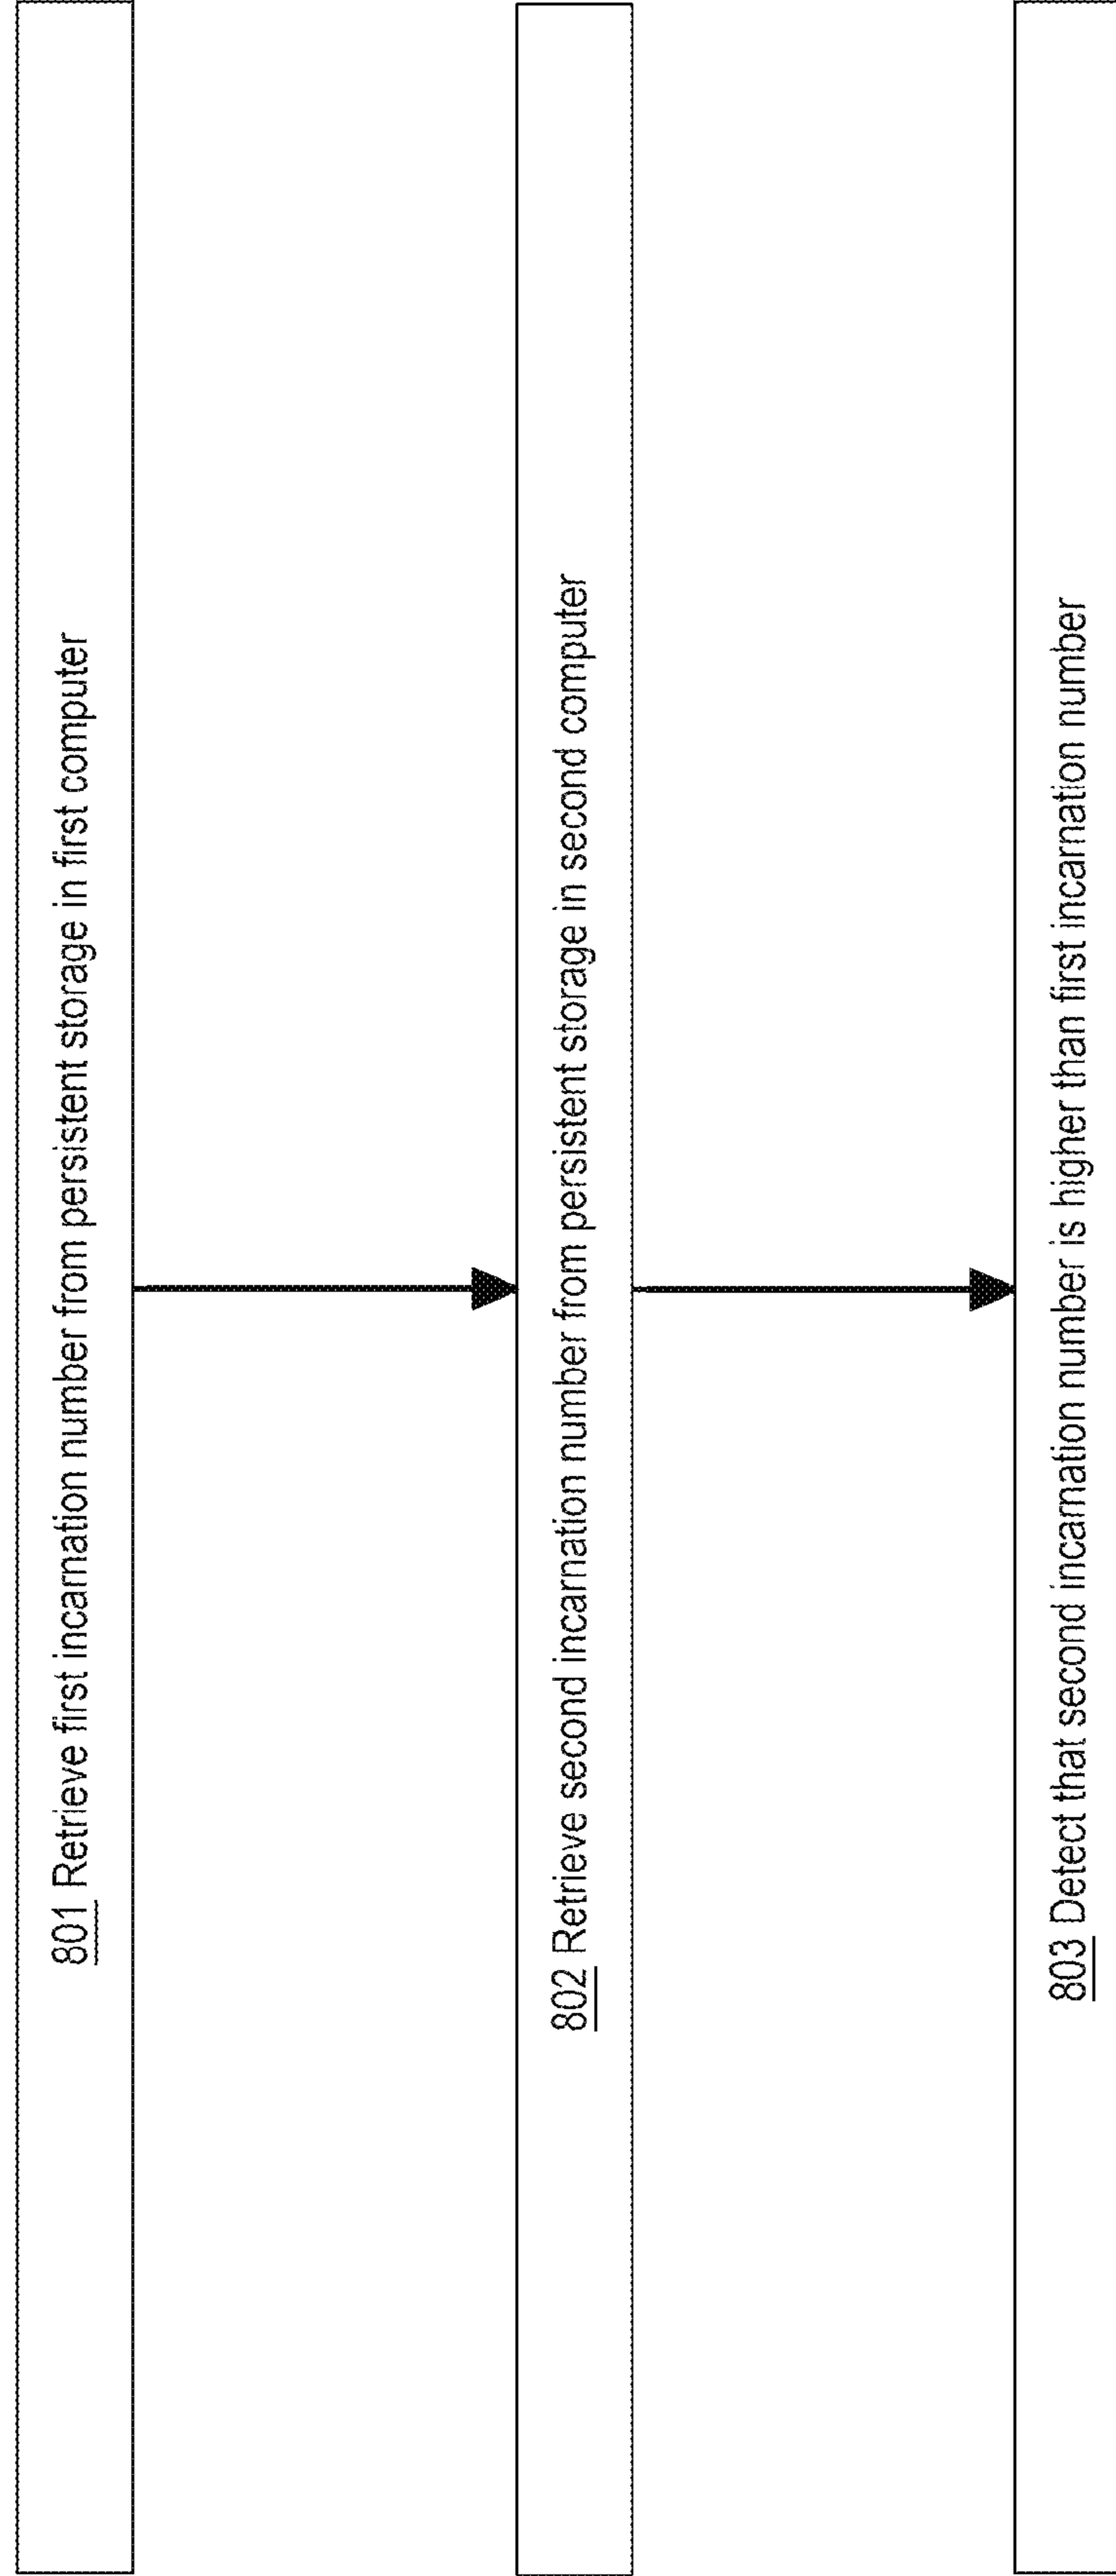 801 Retrieve first incarnation number from persistent storage in first computer
802 Retrieve second incarnation number from persistent storage in second computer
803 Detect that second incarnation number is higher than first incarnation number